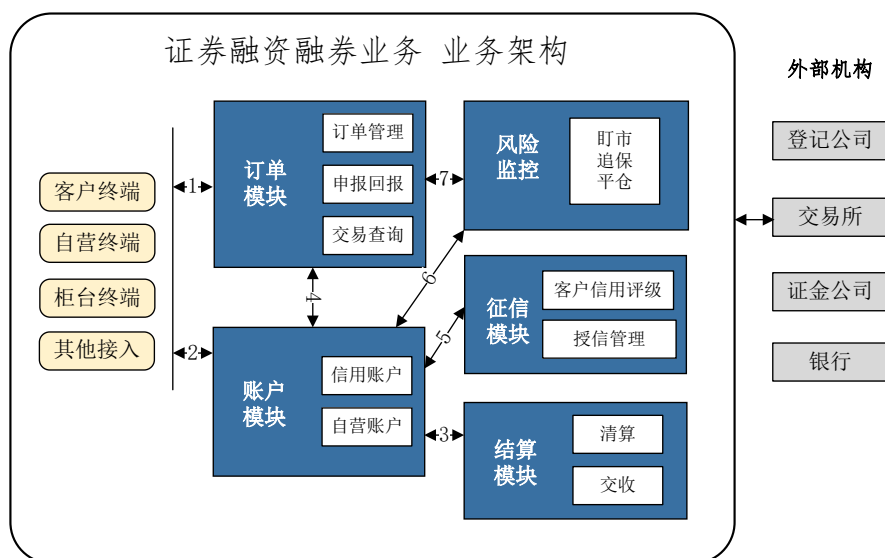 证券融资融券业务 业务架构
外部机构
客户终端
自营终端
柜台终端
其他接入
1
2
订单
模块
订单管理
申报回报
交易查询
7
风险
监控
盯市
追保
平仓
4
6
5
3
征信
模块
客户信用评级
授信管理
账户
模块
信用账户
自营账户
结算
模块
清算
交收
登记公司
交易所
证金公司
银行